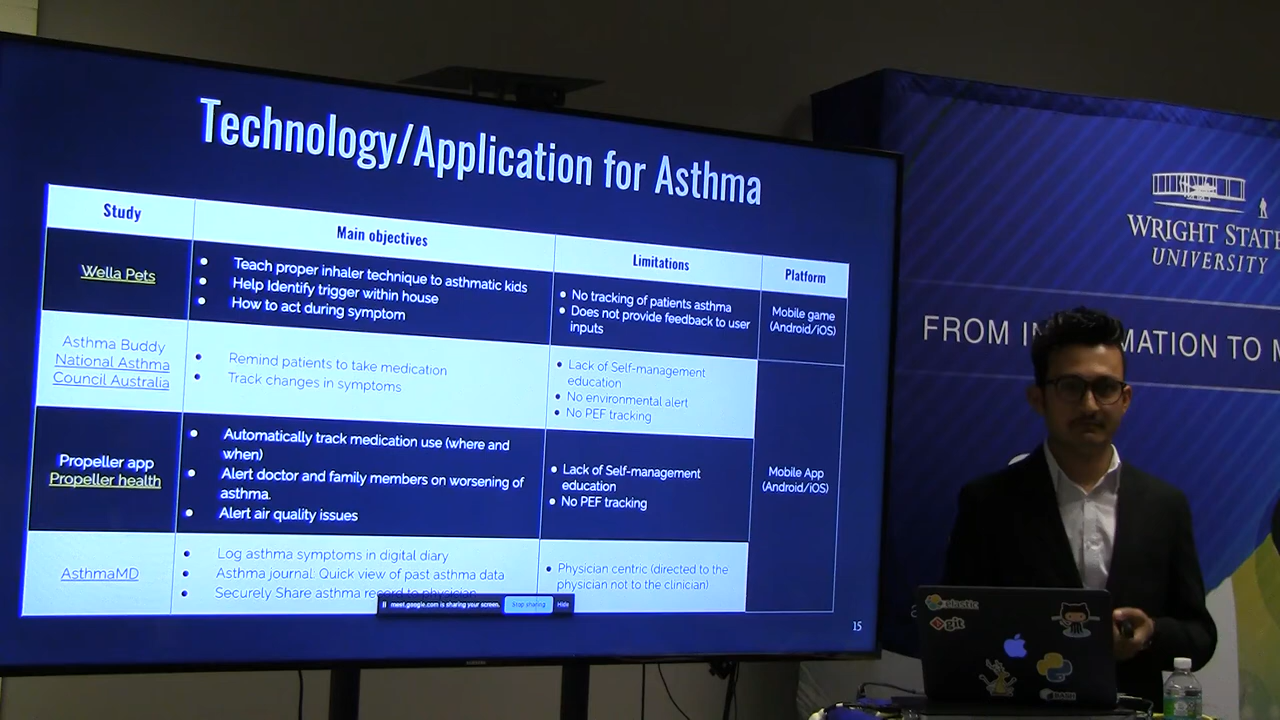 Technology/Application for Asthma
Study
Main objectives
Limitations
Platform
Wella Pets
Teach proper inhaler technique to asthmatic kids
Help Identify trigger within house
How to act during symptom
No tracking of patients asthma
Does not provide feedback to user
inputs
Mobile game
(Android/iOS)
Asthma Buddy
National Asthma
Council Australia
Remind patients to take medication
Track changes in symptoms
Lack of Self-management
education
No environmental alert
No PEF tracking
Propeller app
Propeller health
Automatically track medication use (where and
when)
Alert doctor and family members on worsening of
asthma.
Alert air quality issues
Lack of Self-management
education
No PEF tracking
Mobile App
(Android/iOS)
AsthmaMD
Log asthma symptoms in digital diary
Asthma journal: Quick view of past asthma data
Securely Share asthma record to physician
Physician centric (directed to the
physician not to the clinician)
meet.google.com is sharing your screen.
Stop sharing
Hide
15
WRIGHT STATE
UNIVERSITY
FROM IN MATION TO M
elastic
git
BASH